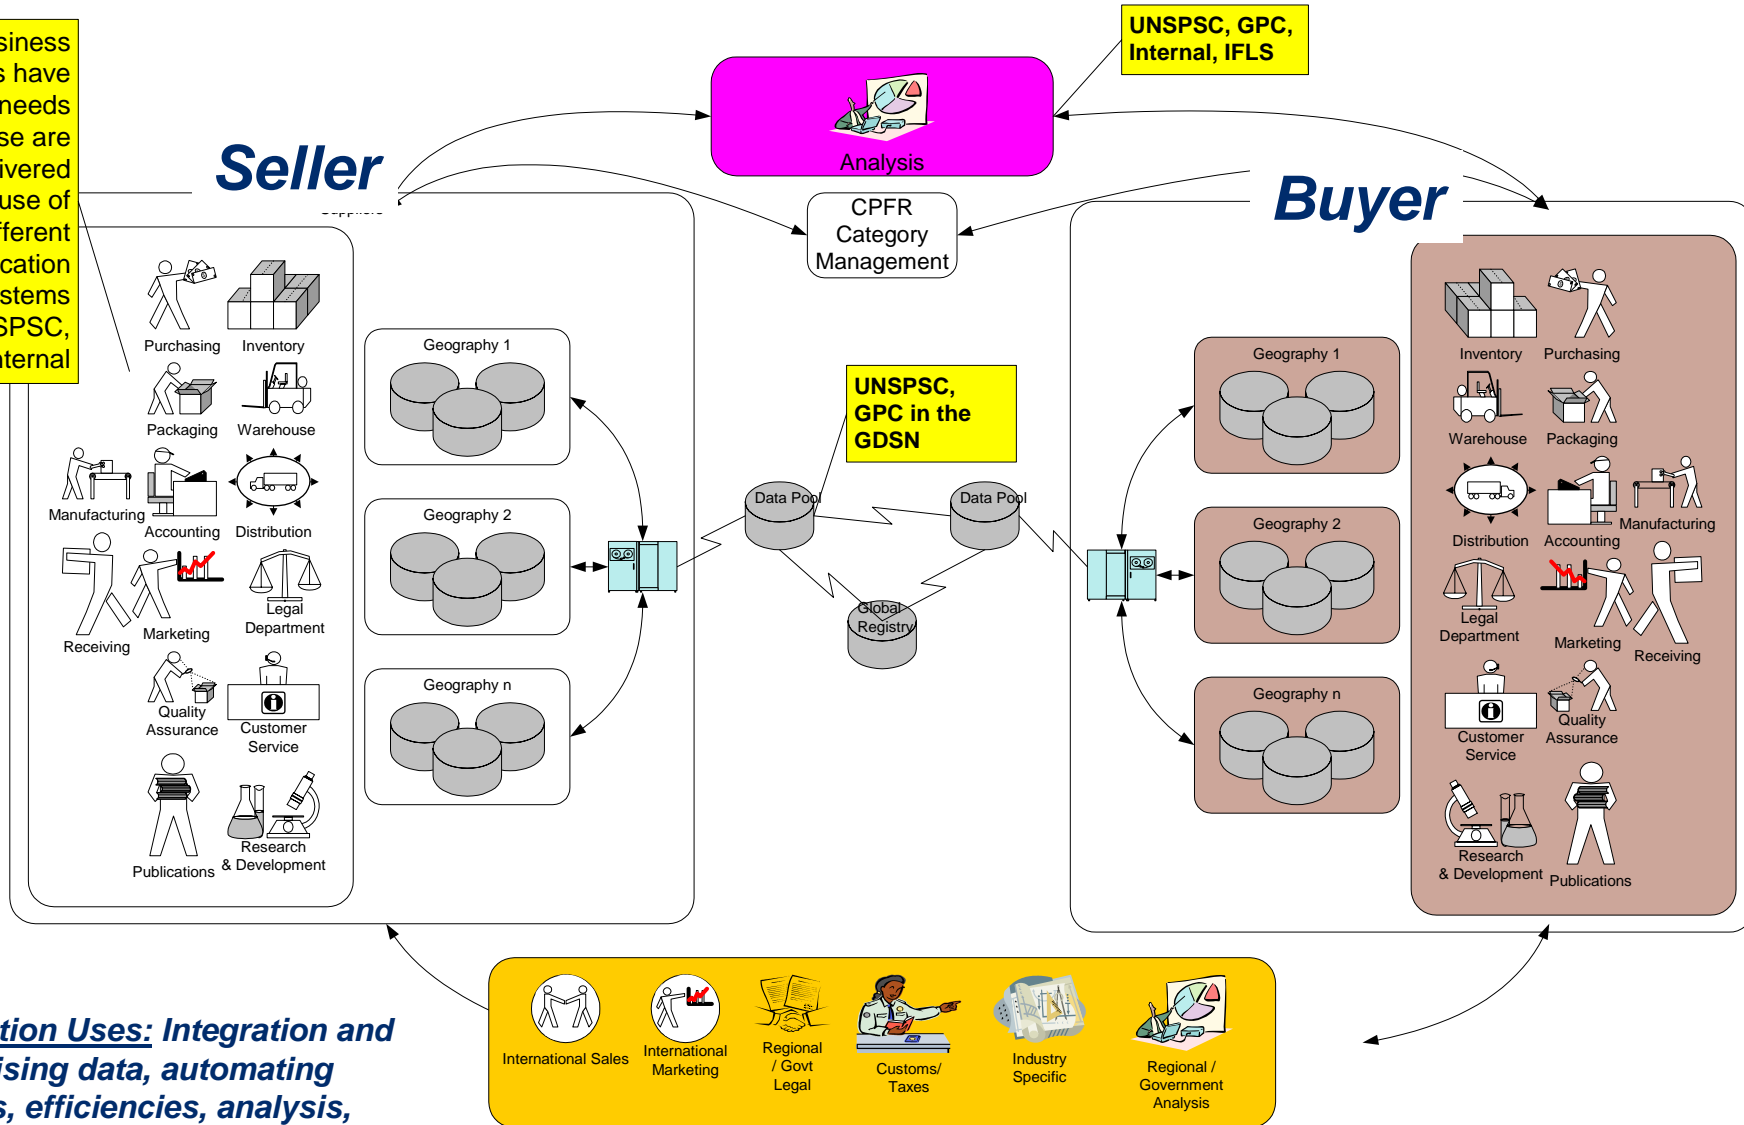 siness
s have
needs
se are
ivered
use of
fferent
ication
stems
SPSC,
nternal
UNSPSC, GPC,
Internal, IFLS
Analysis
Seller
Suppliers
CPFR
Category
Management
Buyer
Purchasing
Inventory
Packaging
Warehouse
Manufacturing
Accounting
Distribution
Receiving
Marketing
Legal
Department
Quality
Assurance
Customer
Service
Publications
Research
& Development
Geography 1
Geography 2
Geography n
UNSPSC,
GPC in the
GDSN
Data Pool
Data Pool
Global
Registry
Geography 1
Geography 2
Geography n
Inventory
Purchasing
Warehouse
Packaging
Distribution
Accounting
Manufacturing
Legal
Department
Marketing
Receiving
Customer
Service
Quality
Assurance
Research
& Development
Publications
International Sales
International
Marketing
Regional
/ Govt
Legal
Customs/
Taxes
Industry
Specific
Regional /
Government
Analysis
tion Uses: Integration and
ising data, automating
s, efficiencies, analysis,